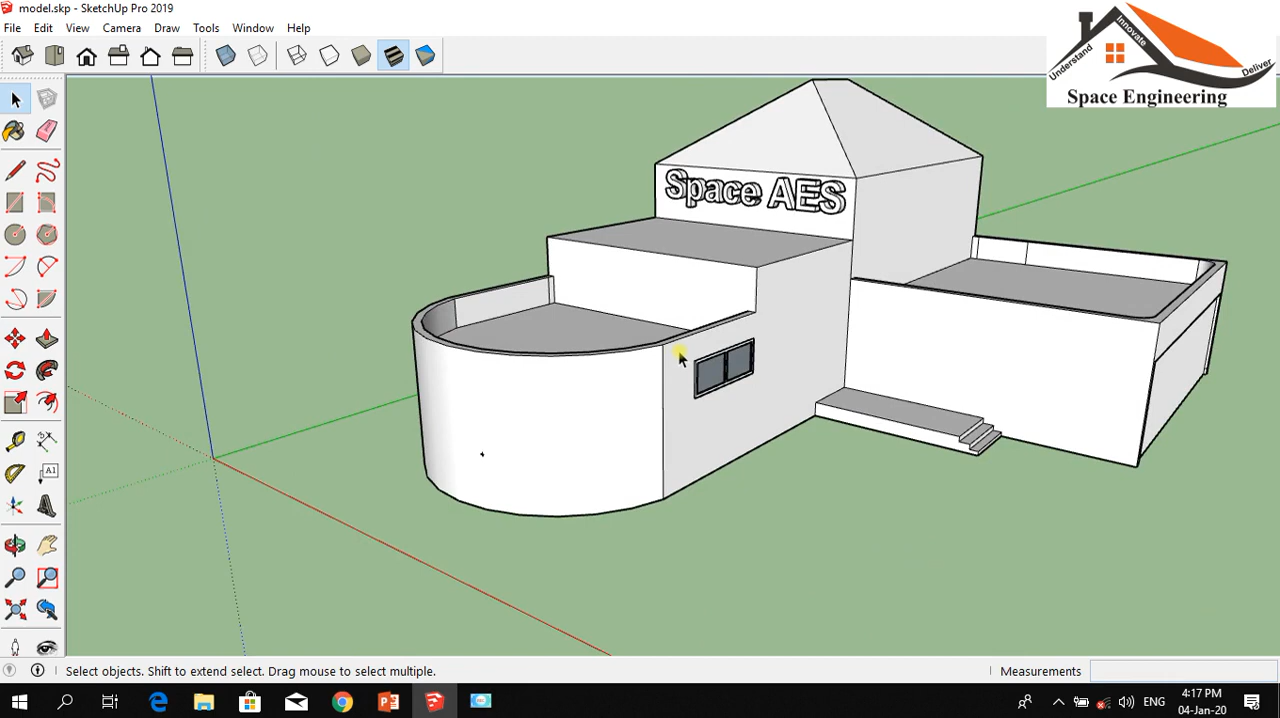 model.skp - SketchUp Pro 2019
File Edit View Camera Draw Tools Window Help
Understand Innovate Deliver
Space Engineering
Space AES
A1
Select objects. Shift to extend select. Drag mouse to select multiple.
Measurements
ENG
4:17 PM
04-Jan-20